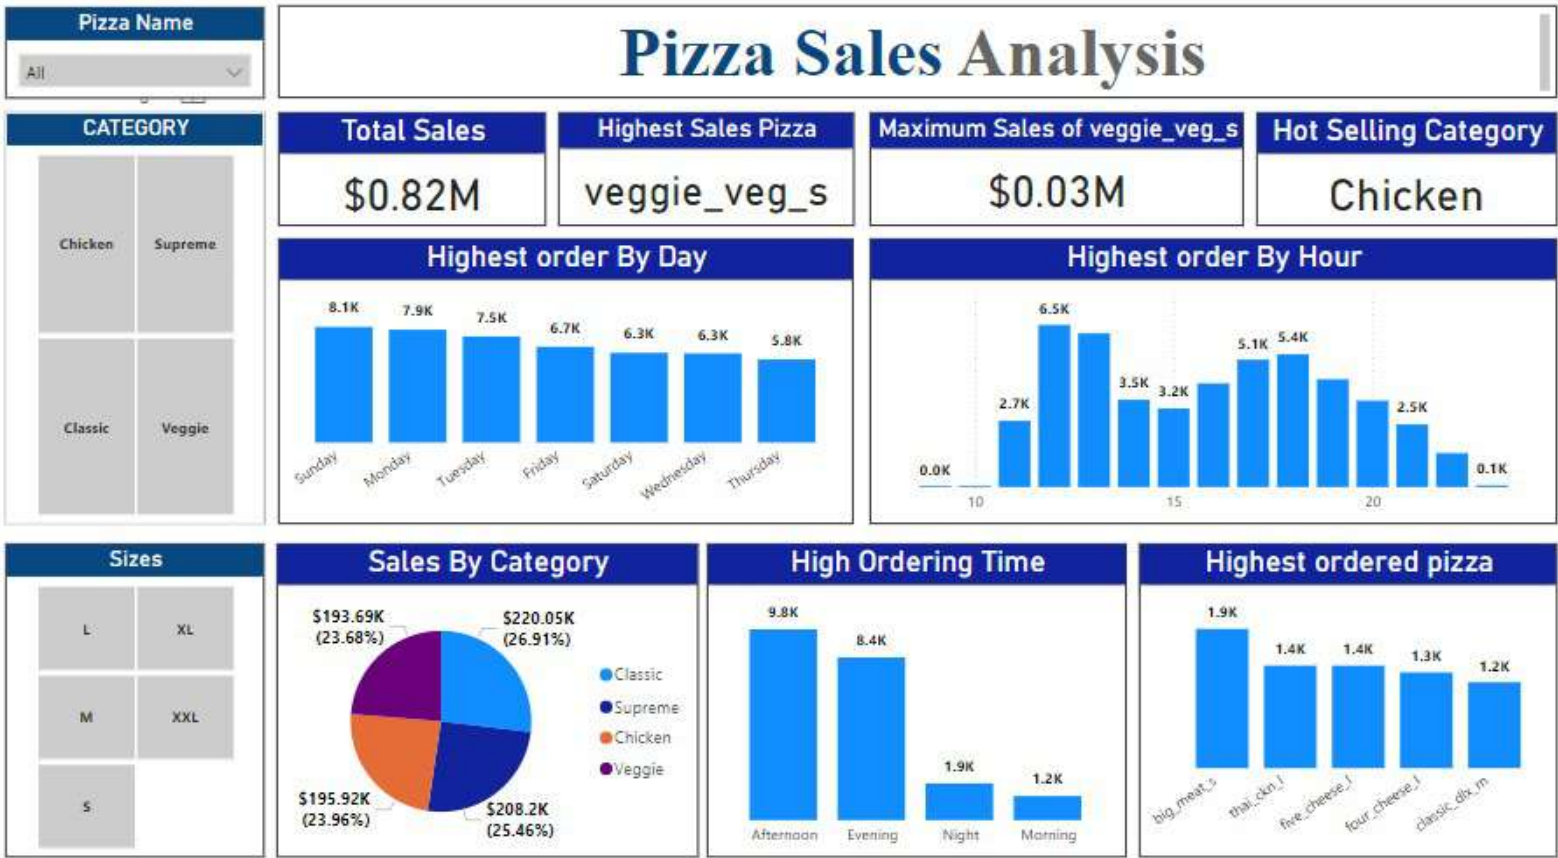 Pizza Name
All
Pizza Sales Analysis
CATEGORY
Chicken
Supreme
Classic
Veggie
Total Sales
$0.82M
Highest Sales Pizza
veggie_veg_s
Maximum Sales of veggie_veg_s
$0.03M
Hot Selling Category
Chicken
Highest order By Day
8.1K
7.9K
7.5K
6.7K
6.3K
6.3K
5.8K
Sunday
Monday
Tuesday
Friday
Saturday
Wednesday
Thursday
Highest order By Hour
0.0K
2.7K
6.5K
3.5K
3.2K
5.1K
5.4K
2.5K
0.1K
10
15
20
Sizes
L
XL
M
XXL
S
Sales By Category
$193.69K
(23.68%)
$220.05K
(26.91%)
$195.92K
(23.96%)
$208.2K
(25.46%)
Classic
Supreme
Chicken
Veggie
High Ordering Time
9.8K
8.4K
1.9K
1.2K
Afternoon
Evening
Night
Morning
Highest ordered pizza
1.9K
1.4K
1.4K
1.3K
1.2K
big_meat_s
thai_ckn_l
five_cheese_l
four_cheese_l
classic_dlx_m